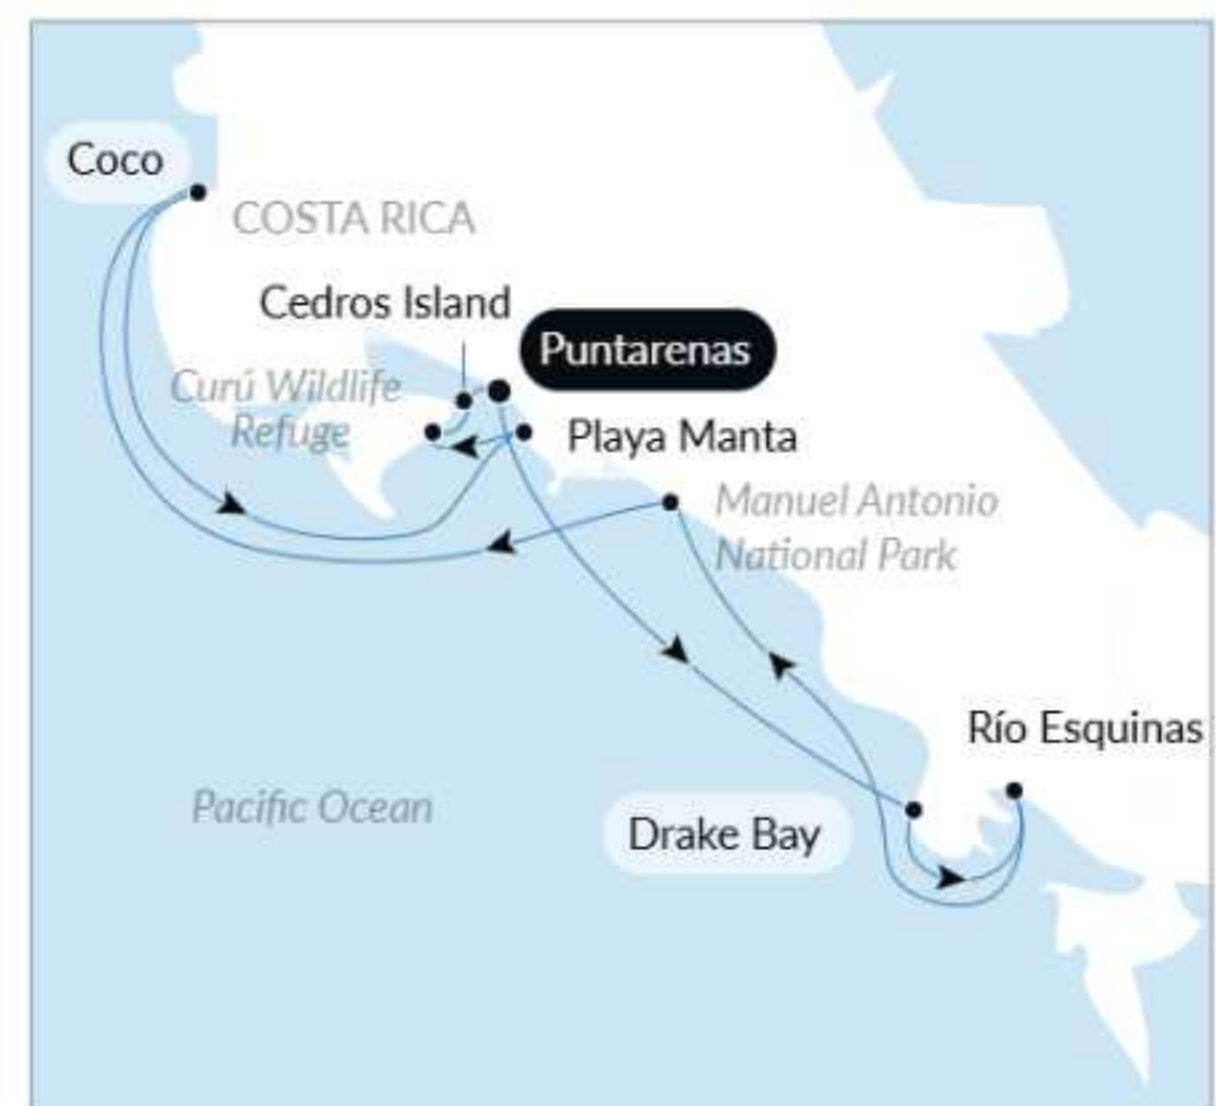 Coco
COSTA RICA
Cedros Island
Puntarenas
Curú Wildlife
Refuge
Playa Manta
Manuel Antonio
National Park
Río Esquinas
Pacific Ocean
Drake Bay